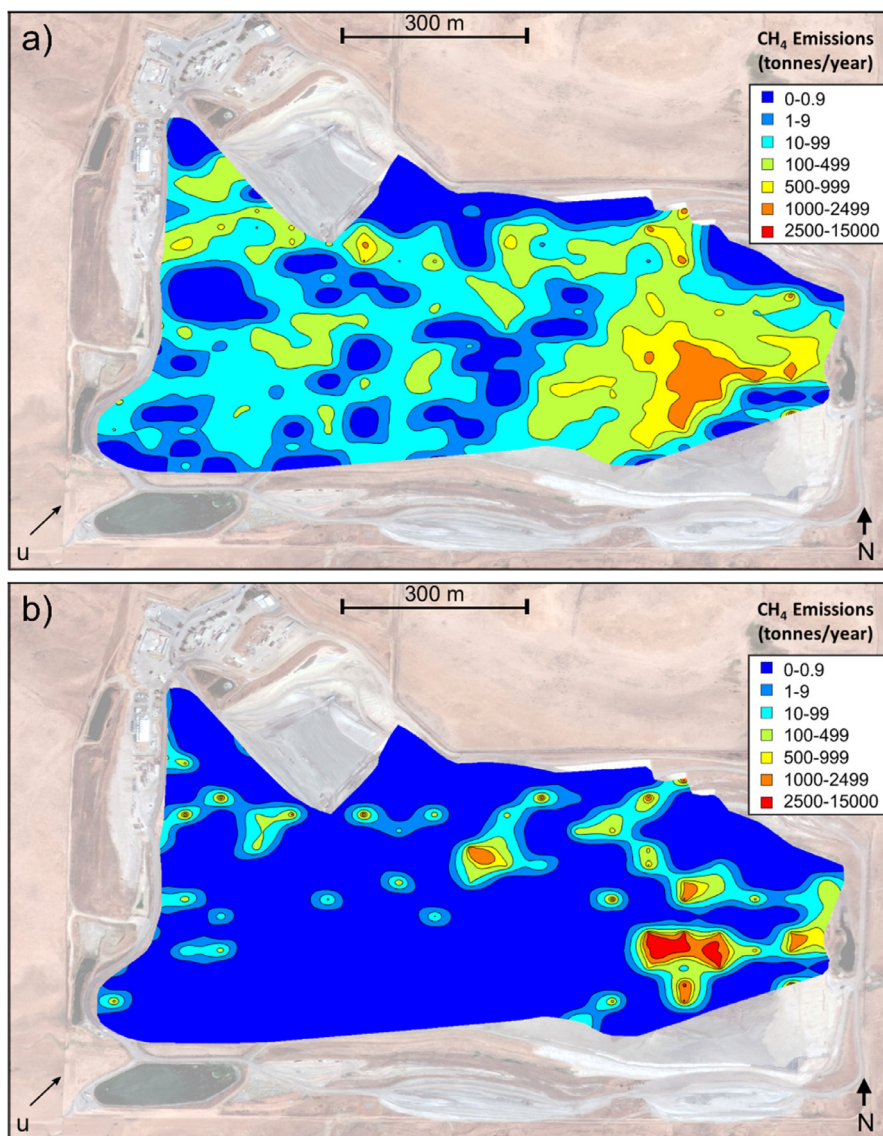 a)
300 m
CH₄ Emissions
(tonnes/year)
0-0.9
1-9
10-99
100-499
500-999
1000-2499
2500-15000
u
N
b)
300 m
CH₄ Emissions
(tonnes/year)
0-0.9
1-9
10-99
100-499
500-999
1000-2499
2500-15000
u
N